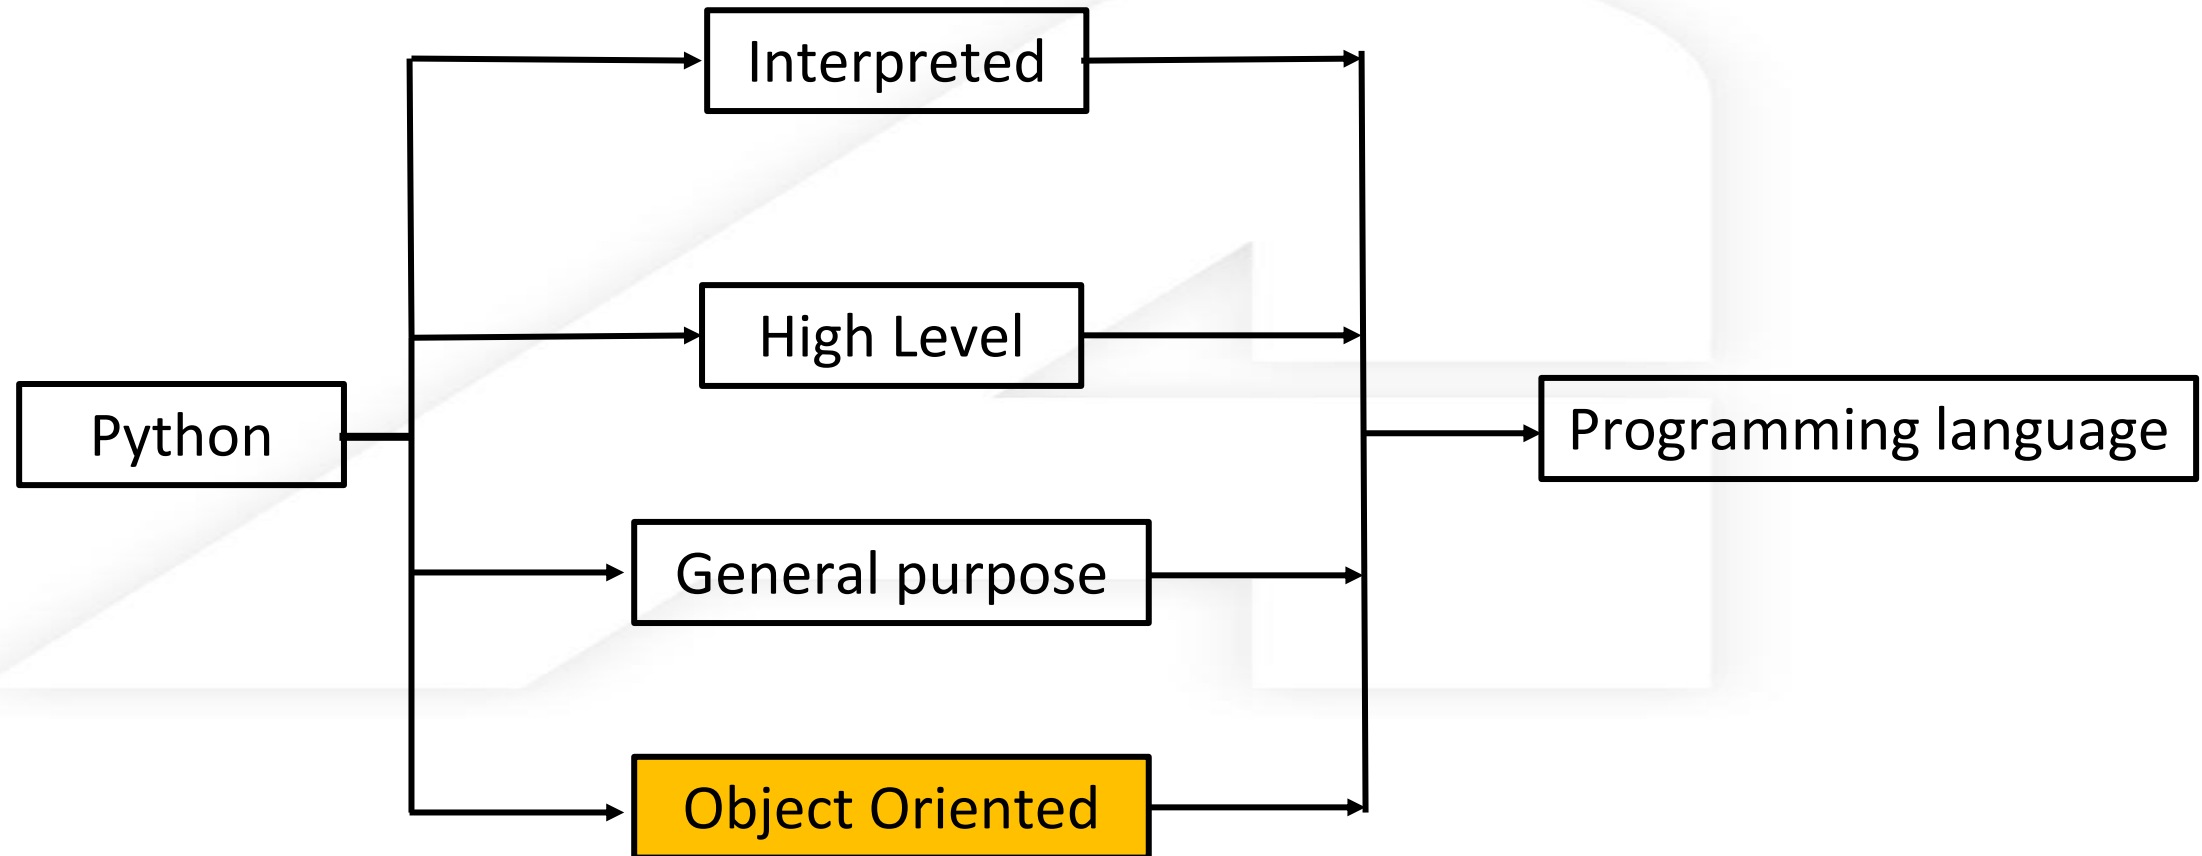 Interpreted
High Level
Python
Programming language
General purpose
Object Oriented